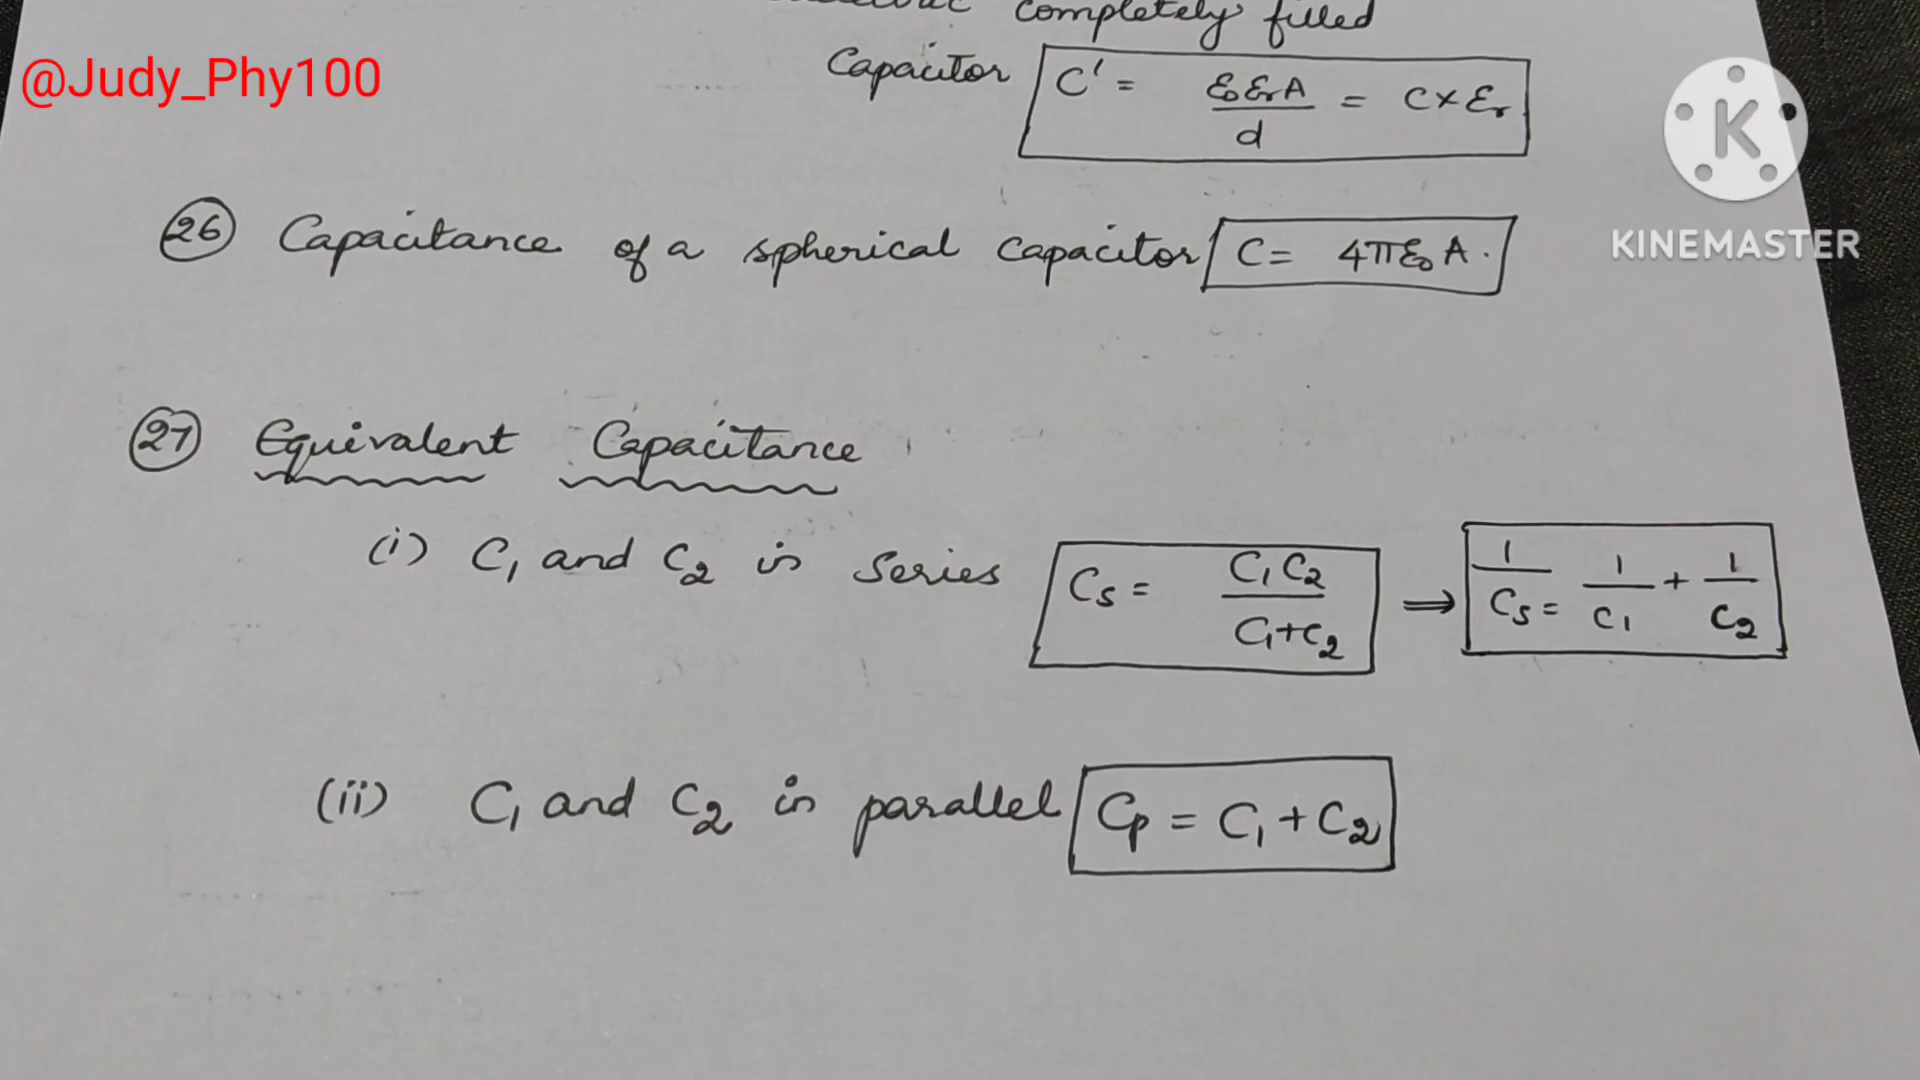 completely filled
@Judy_Phy100
Capacitor C' = ε₀εᵣA / d = C × εᵣ
KINEMASTER
(26) Capacitance of a spherical capacitor C = 4πε₀A.
(27) Equivalent Capacitance
(i) C₁ and C₂ in Series Cs = C₁C₂ / C₁+C₂ ⟹ 1/Cs = 1/C₁ + 1/C₂
(ii) C₁ and C₂ in parallel Cp = C₁ + C₂